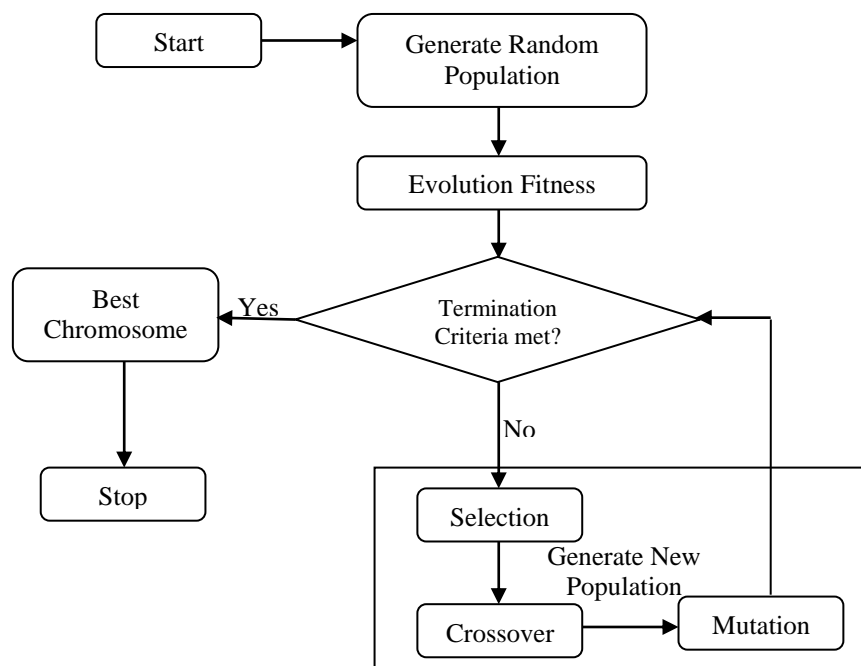 Start
Generate Random
Population
Evolution Fitness
Termination
Criteria met?
Yes
Best
Chromosome
Stop
No
Selection
Generate New
Population
Crossover
Mutation